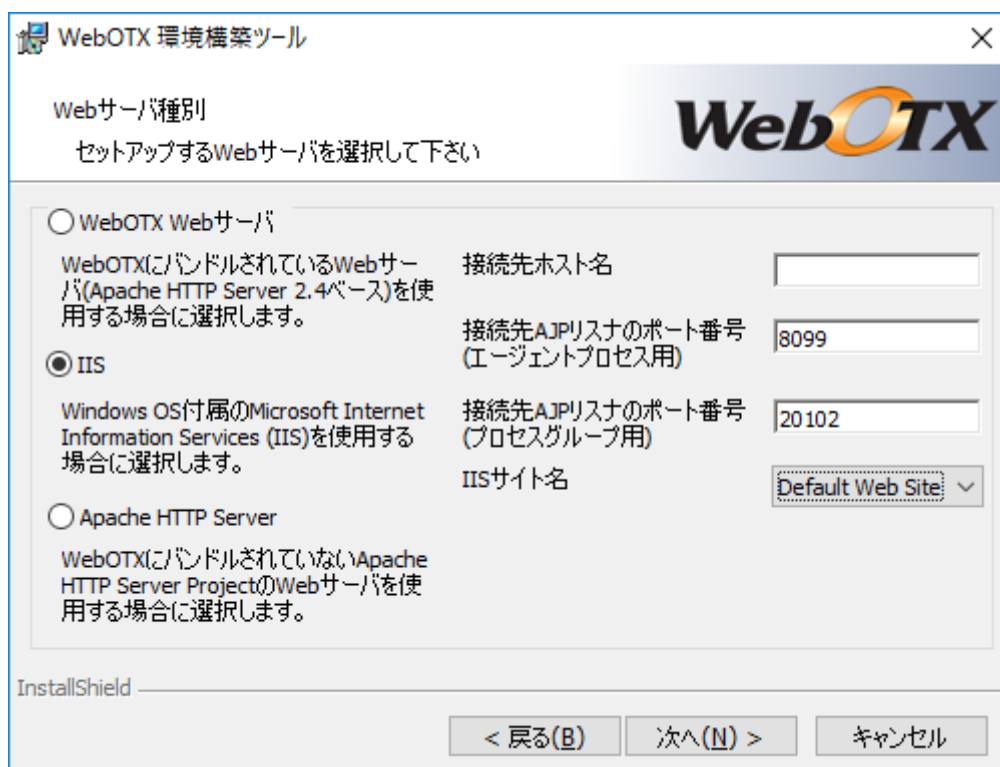 WebOTX 環境構築ツール
Webサーバ種別
セットアップするWebサーバを選択して下さい
WebOTX
WebOTX Webサーバ
WebOTXにバンドルされているWebサー
バ(Apache HTTP Server 2.4ベース)を使
用する場合に選択します。
IIS
Windows OS付属のMicrosoft Internet
Information Services (IIS)を使用する
場合に選択します。
Apache HTTP Server
WebOTXにバンドルされていないApache
HTTP Server ProjectのWebサーバを使
用する場合に選択します。
接続先ホスト名
接続先AJPリスナのポート番号
(エージェントプロセス用)
8099
接続先AJPリスナのポート番号
(プロセスグループ用)
20102
IISサイト名
Default Web Site
InstallShield
< 戻る(B)
次へ(N) >
キャンセル